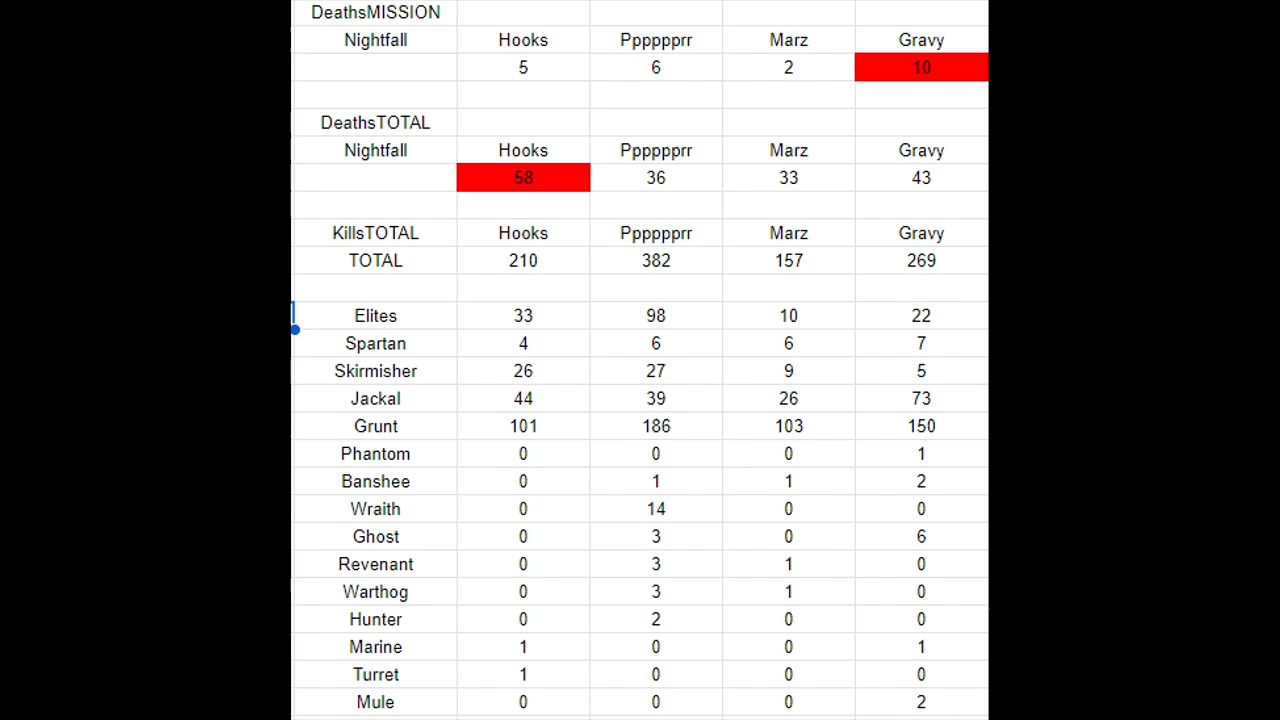 DeathsMISSION
Nightfall Hooks Pppppprr Marz Gravy
5 6 2 10
DeathsTOTAL
Nightfall Hooks Pppppprr Marz Gravy
58 36 33 43
KillsTOTAL Hooks Pppppprr Marz Gravy
TOTAL 210 382 157 269
Elites 33 98 10 22
Spartan 4 6 6 7
Skirmisher 26 27 9 5
Jackal 44 39 26 73
Grunt 101 186 103 150
Phantom 0 0 0 1
Banshee 0 1 1 2
Wraith 0 14 0 0
Ghost 0 3 0 6
Revenant 0 3 1 0
Warthog 0 3 1 0
Hunter 0 2 0 0
Marine 1 0 0 1
Turret 1 0 0 0
Mule 0 0 0 2